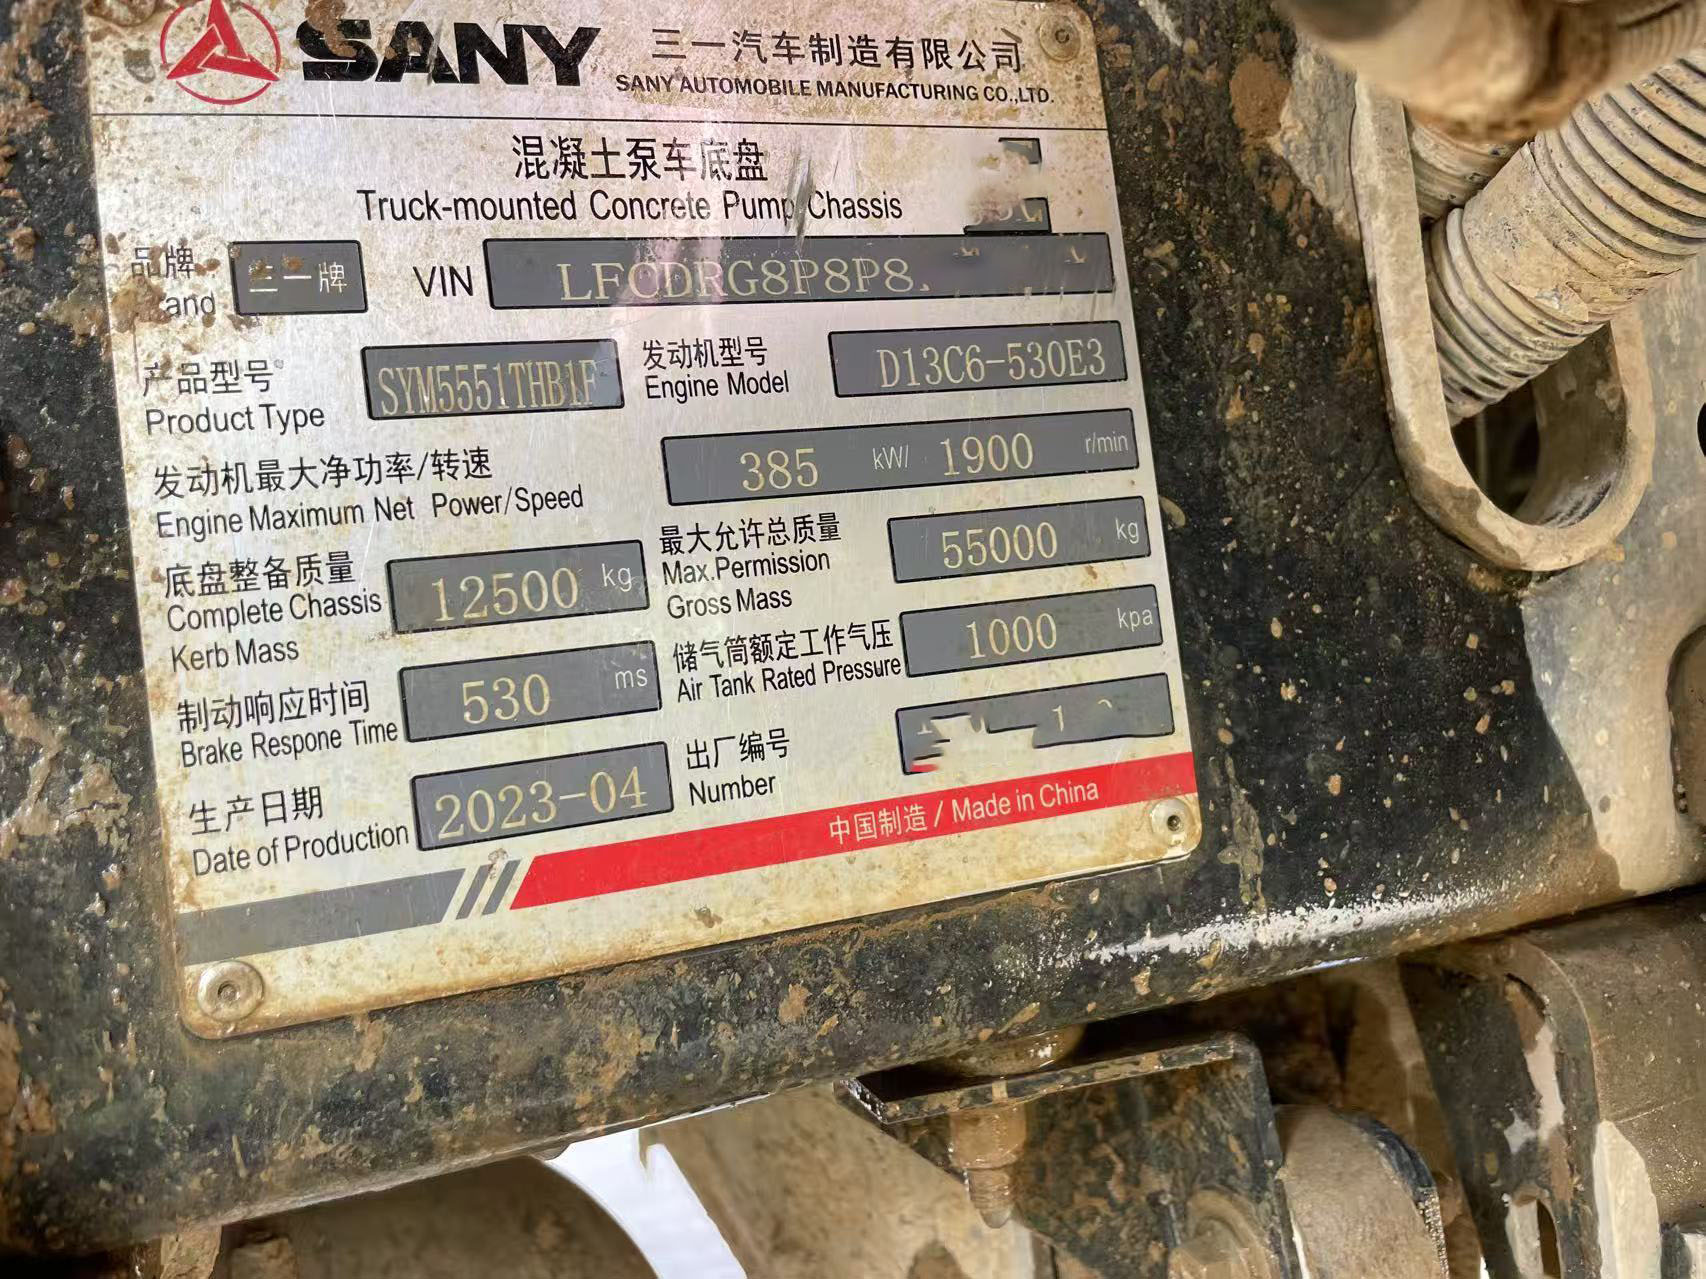 SANY 三一汽车制造有限公司
SANY AUTOMOBILE MANUFACTURING CO.,LTD.
混凝土泵车底盘
Truck-mounted Concrete Pump Chassis
品牌 三一牌 VIN LFCDRG8P8P8
and
产品型号 SYM5551THB1F 发动机型号 D13C6-530E3
Product Type Engine Model
发动机最大净功率/转速 385 kW/ 1900 r/min
Engine Maximum Net Power/Speed
底盘整备质量 12500 kg 最大允许总质量 55000 kg
Complete Chassis Max.Permission
Kerb Mass Gross Mass
制动响应时间 530 ms 储气筒额定工作气压 1000 kpa
Brake Respone Time Air Tank Rated Pressure
生产日期 2023-04 出厂编号
Date of Production Number
中国制造 / Made in China